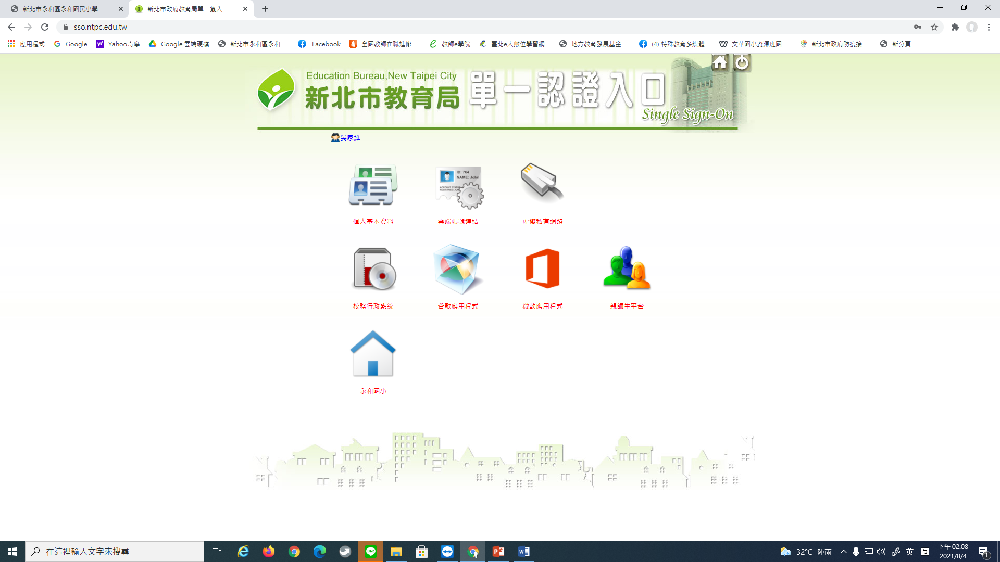 新北市永和區永和國民小學
新北市政府教育局單一簽入
sso.ntpc.edu.tw
應用程式
Google
Yahoo奇摩
Google 雲端硬碟
新北市永和區永和...
Facebook
全國教師在職進修...
教師e學院
臺北e大數位學習網...
地方教育發展基金...
(4) 特殊教育多媒體...
文華國小資源班國...
新北市政府防疫接...
新分頁
Education Bureau,New Taipei City
新北市教育局 單一認證入口
Single Sign-On
吳家維
ID: 764
NAME: John
個人基本資料
雲端帳號連結
虛擬私有網路
校務行政系統
谷歌應用程式
微軟應用程式
親師生平台
永和國小
在這裡輸入文字來搜尋
LINE
32°C 陣雨
英
下午 02:08
2021/8/4
1